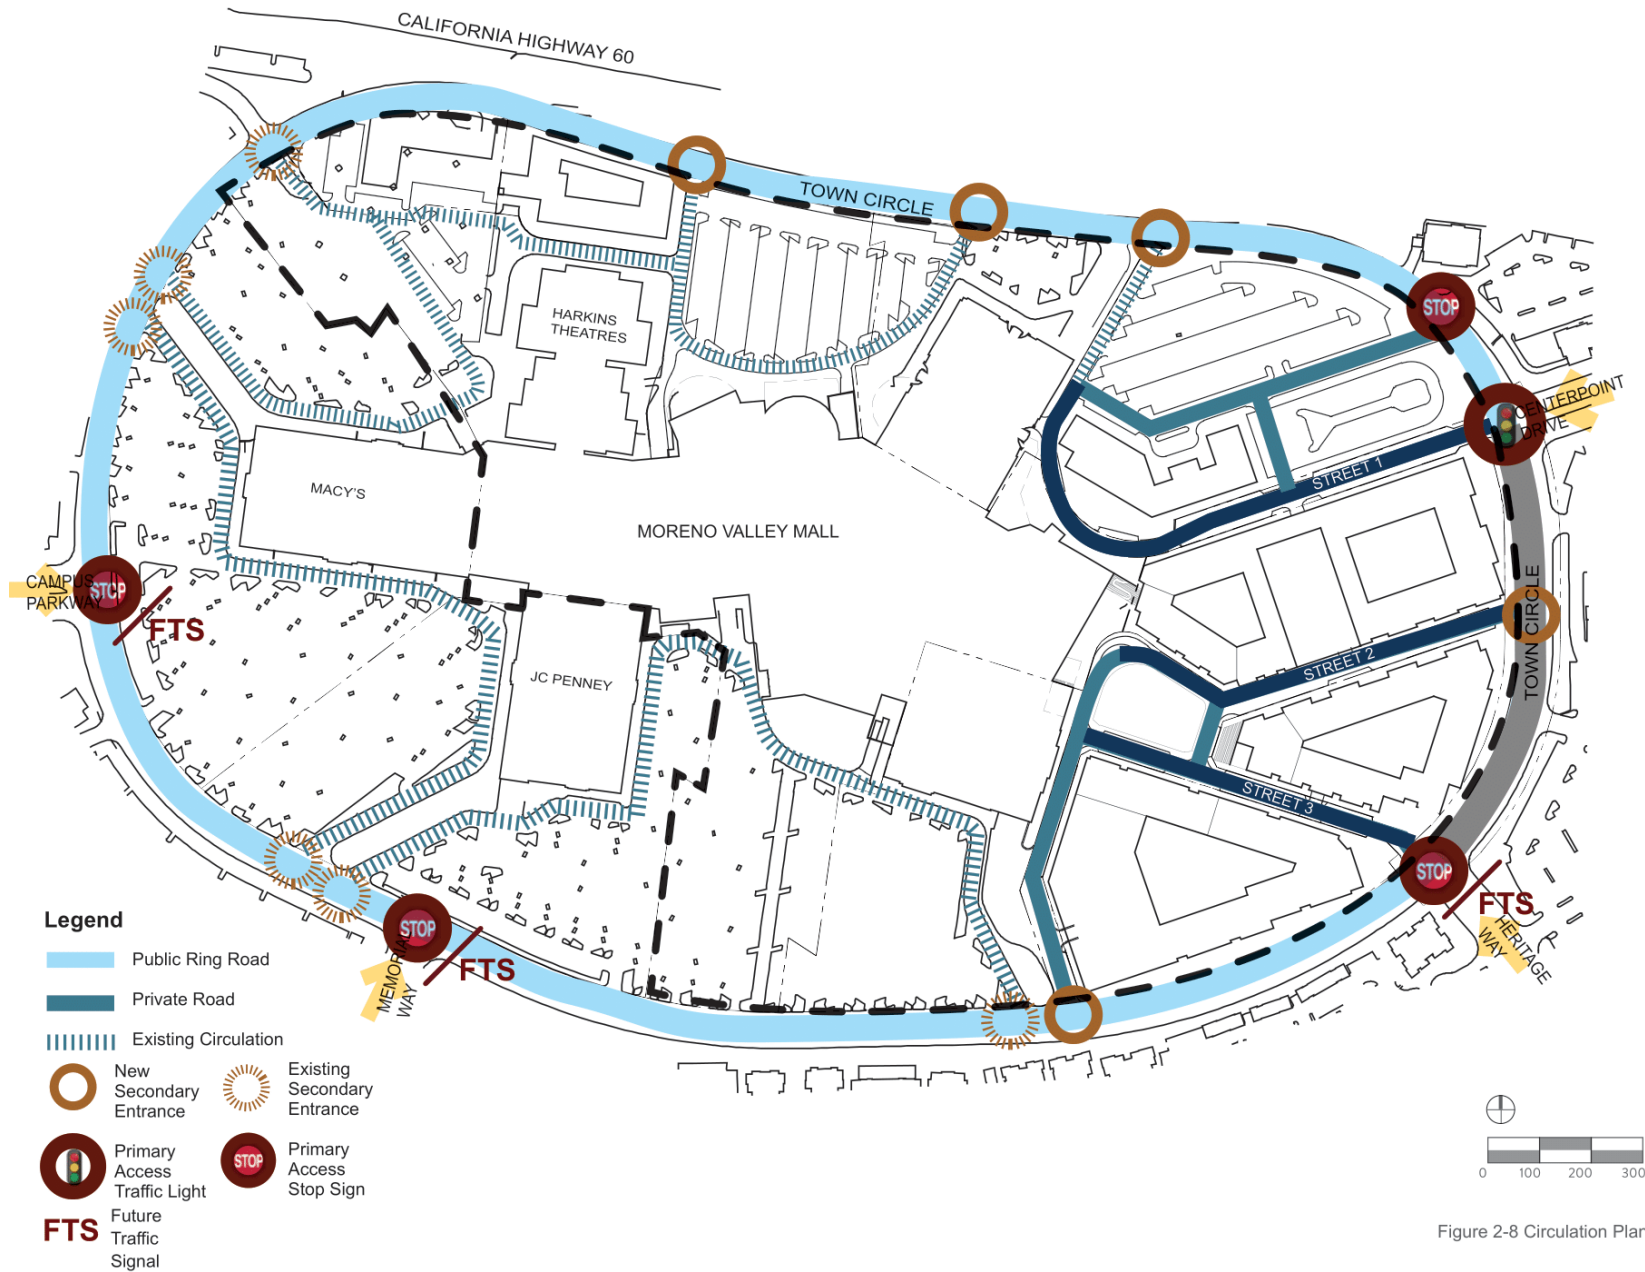 CALIFORNIA HIGHWAY 60
TOWN CIRCLE
STOP
HARKINS
THEATRES
CENTERPOINT
DRIVE
STREET 1
MACY'S
MORENO VALLEY MALL
CAMPUS
PARKWAY
STOP
FTS
TOWN CIRCLE
STREET 2
JC PENNEY
STREET 3
STOP
FTS
HERITAGE
WAY
STOP
FTS
MEMORIAL
WAY
Legend
Public Ring Road
Private Road
Existing Circulation
New
Secondary
Entrance
Existing
Secondary
Entrance
Primary
Access
Traffic Light
STOP
Primary
Access
Stop Sign
FTS
Future
Traffic
Signal
0 100 200 300
Figure 2-8 Circulation Plan